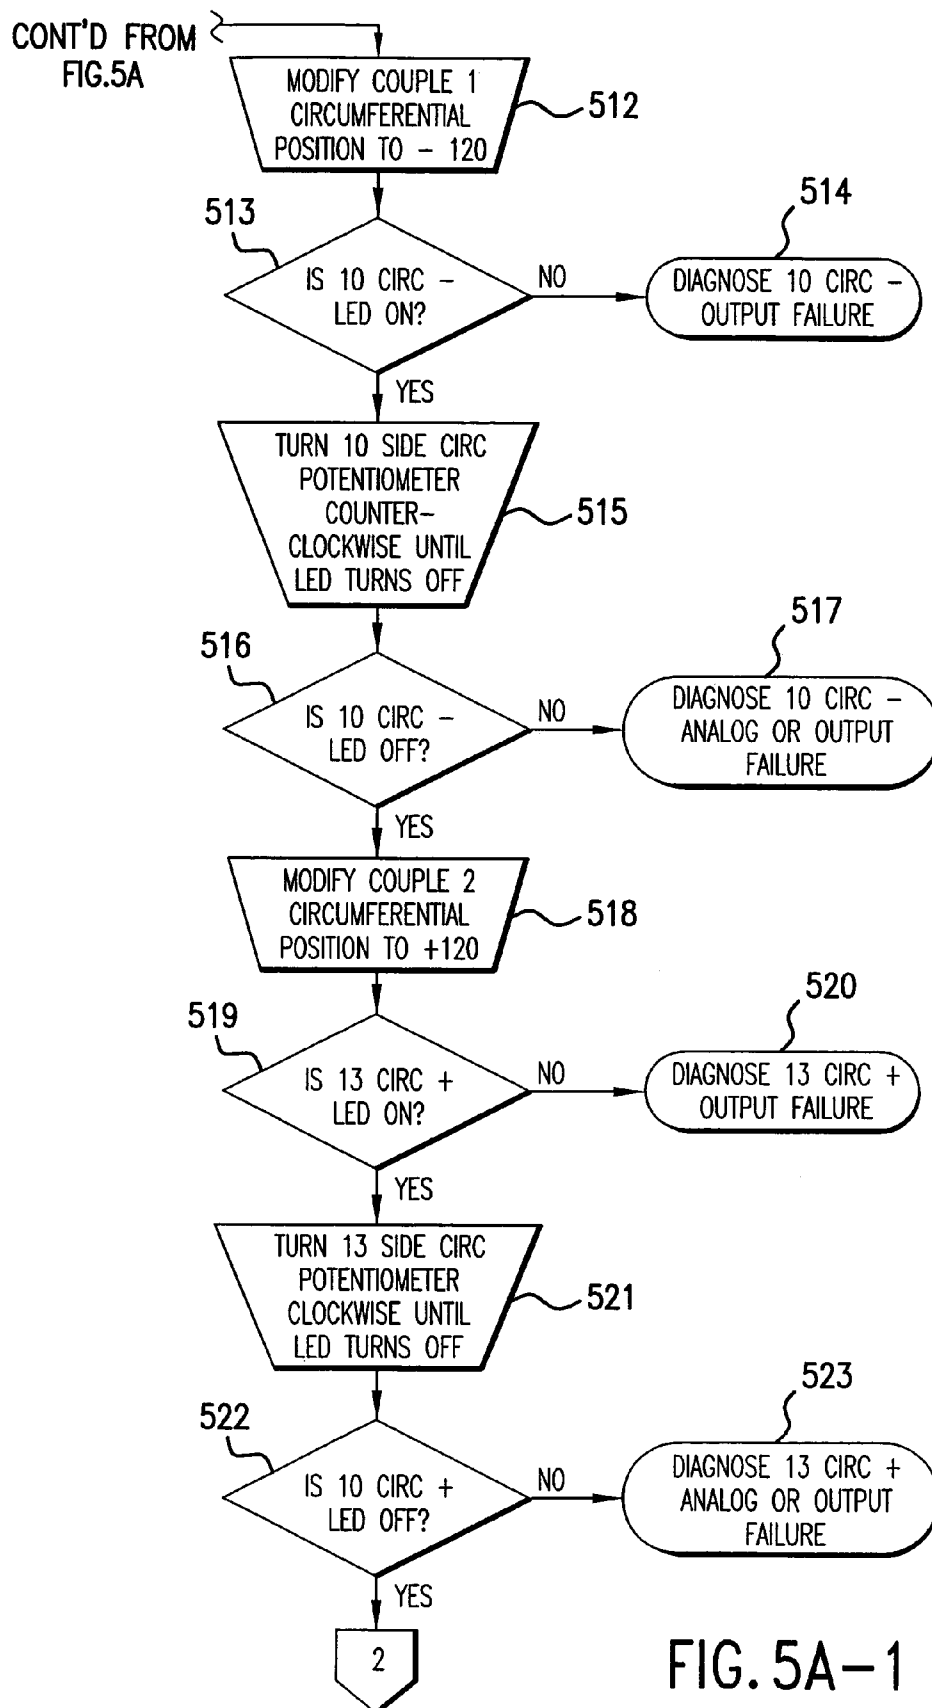 CONT'D FROM
FIG.5A
MODIFY COUPLE 1
CIRCUMFERENTIAL
POSITION TO - 120
512
513
IS 10 CIRC -
LED ON?
NO
514
DIAGNOSE 10 CIRC -
OUTPUT FAILURE
YES
TURN 10 SIDE CIRC
POTENTIOMETER
COUNTER-
CLOCKWISE UNTIL
LED TURNS OFF
515
516
IS 10 CIRC -
LED OFF?
NO
517
DIAGNOSE 10 CIRC -
ANALOG OR OUTPUT
FAILURE
YES
MODIFY COUPLE 2
CIRCUMFERENTIAL
POSITION TO +120
518
519
IS 13 CIRC +
LED ON?
NO
520
DIAGNOSE 13 CIRC +
OUTPUT FAILURE
YES
TURN 13 SIDE CIRC
POTENTIOMETER
CLOCKWISE UNTIL
LED TURNS OFF
521
522
IS 10 CIRC +
LED OFF?
NO
523
DIAGNOSE 13 CIRC +
ANALOG OR OUTPUT
FAILURE
YES
2
FIG. 5A-1